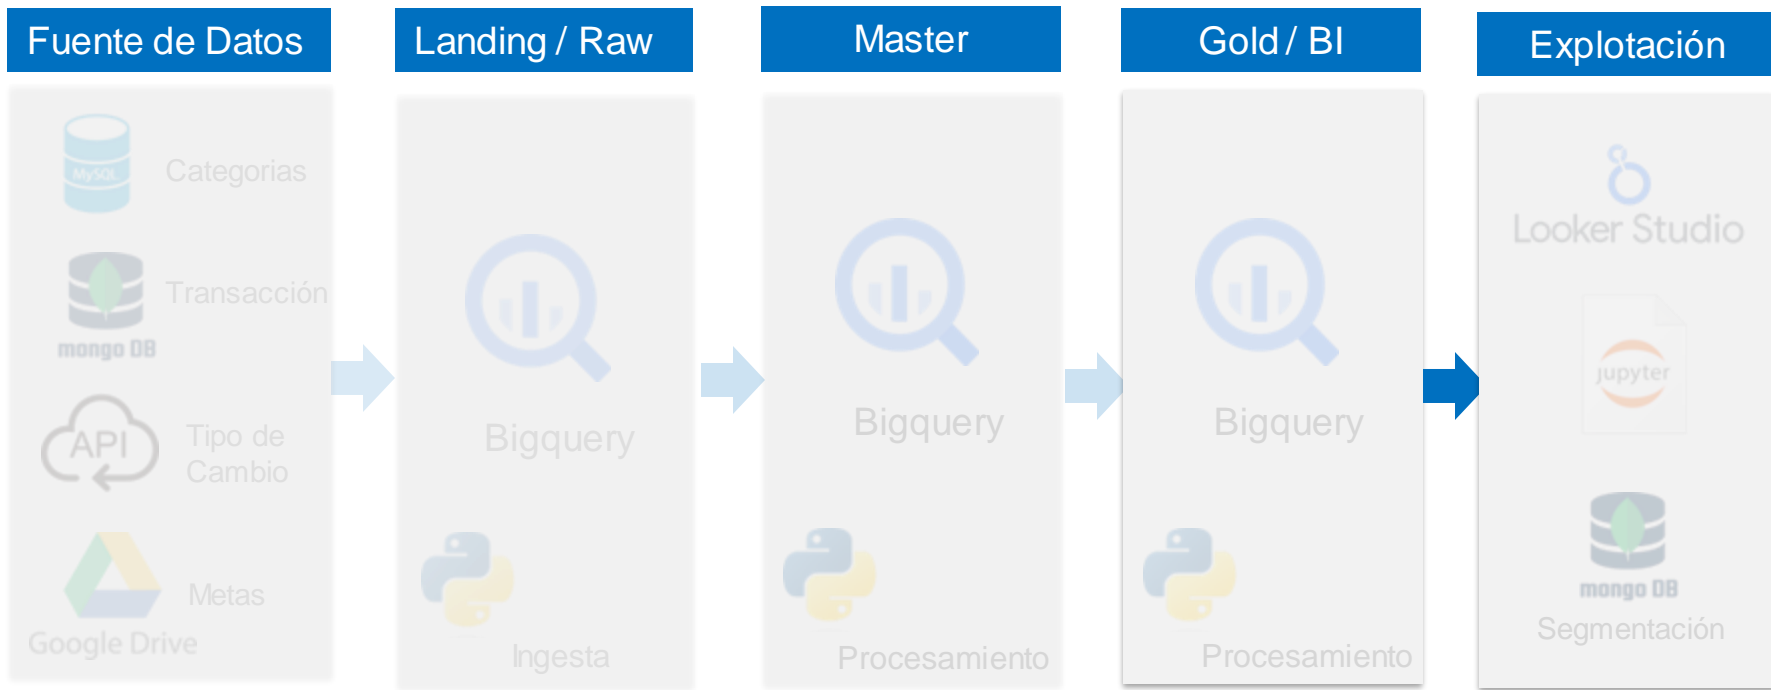 Fuente de Datos
Landing / Raw
Master
Gold / BI
Explotación
MySQL
Categorias
Transacción
mongo DB
API
Tipo de
Cambio
Metas
Google Drive
Bigquery
Ingesta
Bigquery
Procesamiento
Bigquery
Procesamiento
Looker Studio
jupyter
mongo DB
Segmentación